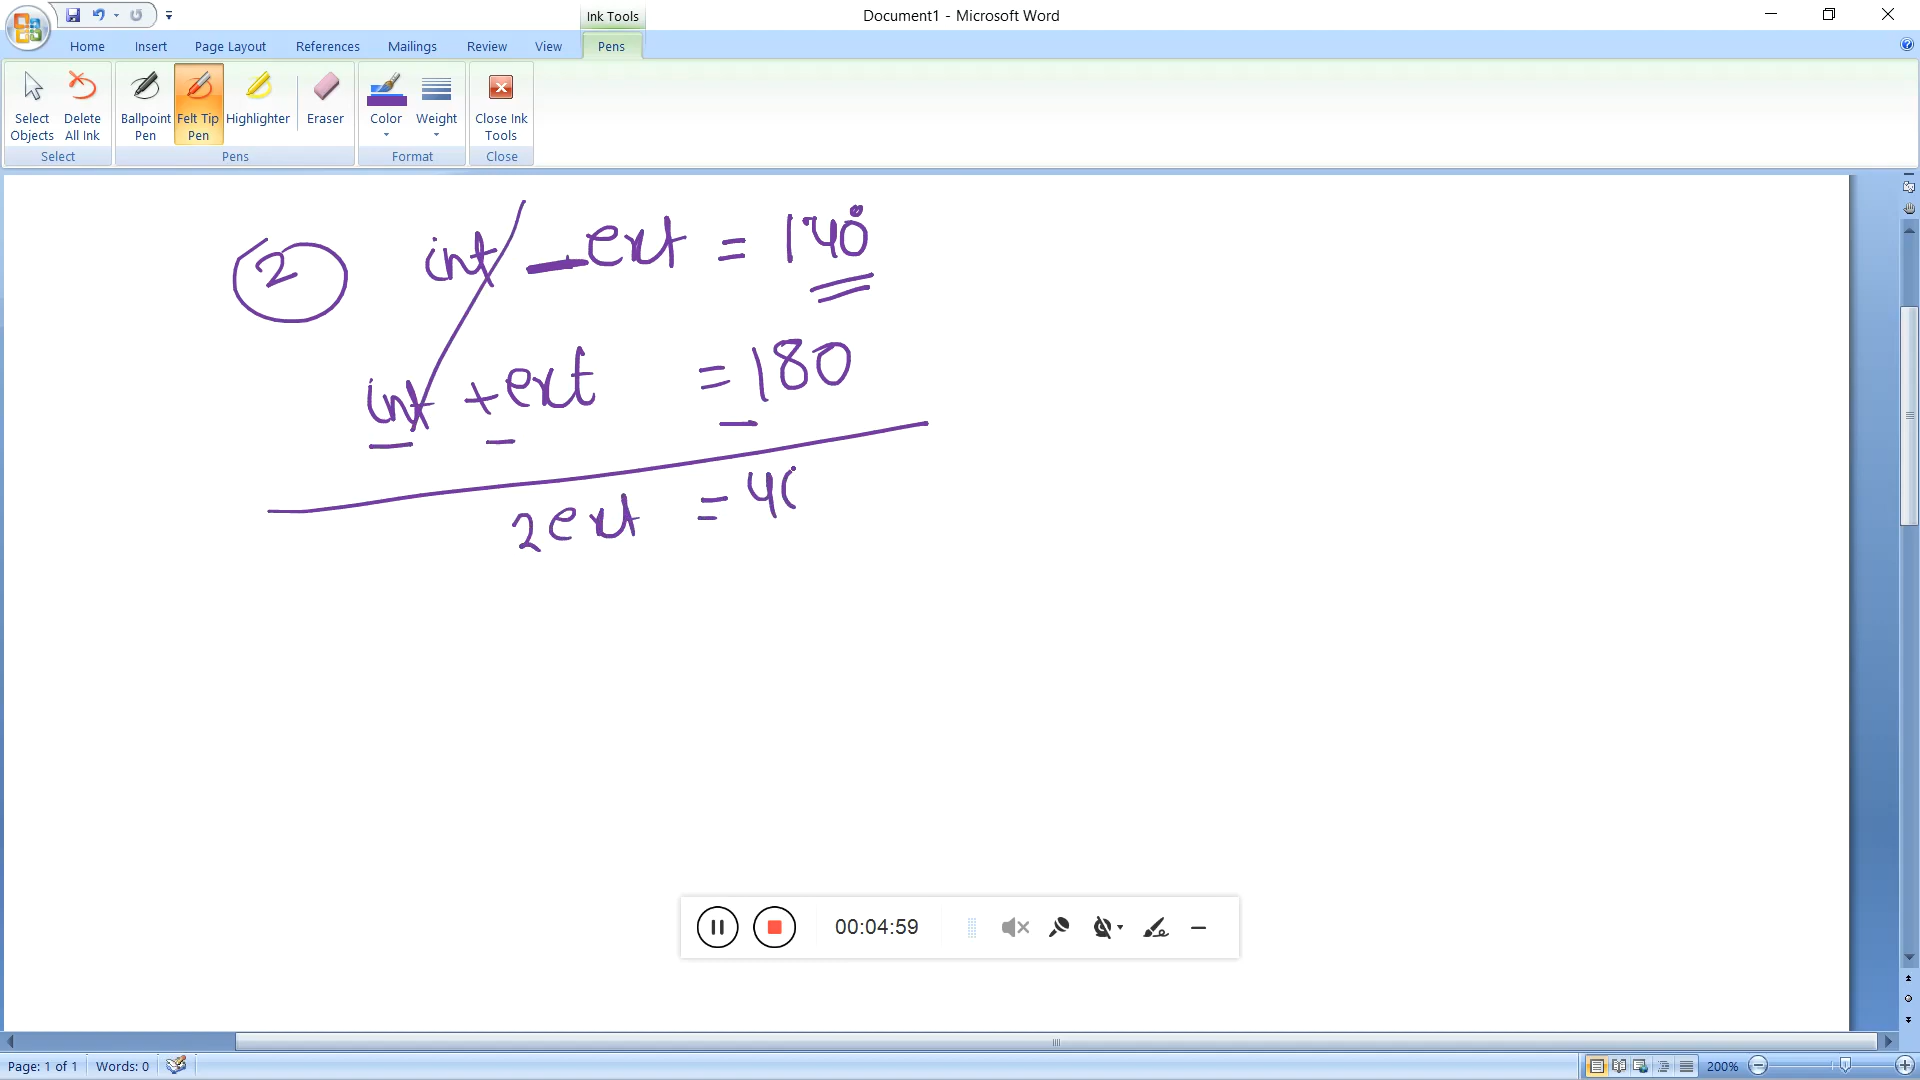 Ink Tools
Document1 - Microsoft Word
Home Insert Page Layout References Mailings Review View Pens
Select Objects
Delete All Ink
Ballpoint Pen
Felt Tip Pen
Highlighter
Eraser
Color
Weight
Close Ink Tools
Select Pens Format Close
2 int - ext = 140°
int + ext = 180
2ext = 40
00:04:59
Page: 1 of 1 Words: 0 200%